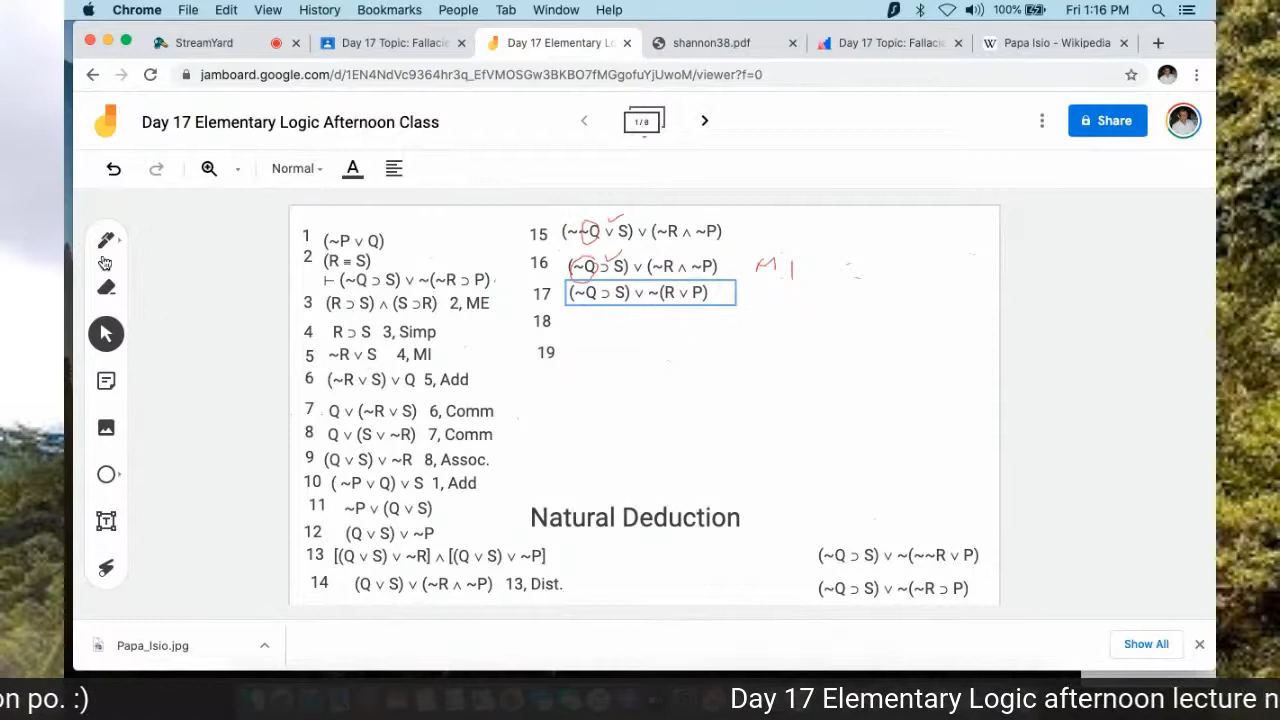 Chrome File Edit View History Bookmarks People Tab Window Help 100% Fri 1:16 PM
StreamYard Day 17 Topic: Fallacie Day 17 Elementary Lo shannon38.pdf Day 17 Topic: Fallacie Papa Isio - Wikipedia
jamboard.google.com/d/1EN4NdVc9364hr3q_EfVMOSGw3BKBO7fMGgofuYjUwoM/viewer?f=0
Day 17 Elementary Logic Afternoon Class
1/8
Share
Normal A
1 (~P ∨ Q)
2 (R ≡ S)
⊢ (~Q ⊃ S) ∨ ~(~R ⊃ P)
3 (R ⊃ S) ∧ (S ⊃R) 2, ME
4 R ⊃ S 3, Simp
5 ~R ∨ S 4, MI
6 (~R ∨ S) ∨ Q 5, Add
7 Q ∨ (~R ∨ S) 6, Comm
8 Q ∨ (S ∨ ~R) 7, Comm
9 (Q ∨ S) ∨ ~R 8, Assoc.
10 ( ~P ∨ Q) ∨ S 1, Add
11 ~P ∨ (Q ∨ S)
12 (Q ∨ S) ∨ ~P
13 [(Q ∨ S) ∨ ~R] ∧ [(Q ∨ S) ∨ ~P]
14 (Q ∨ S) ∨ (~R ∧ ~P) 13, Dist.
15 (~~Q ∨ S) ∨ (~R ∧ ~P)
16 (~Q ⊃ S) ∨ (~R ∧ ~P) M.I
17 (~Q ⊃ S) ∨ ~(R ∨ P)
18
19
Natural Deduction
(~Q ⊃ S) ∨ ~(~~R ∨ P)
(~Q ⊃ S) ∨ ~(~R ⊃ P)
Papa_Isio.jpg
Show All
on po. :) Day 17 Elementary Logic afternoon lecture n